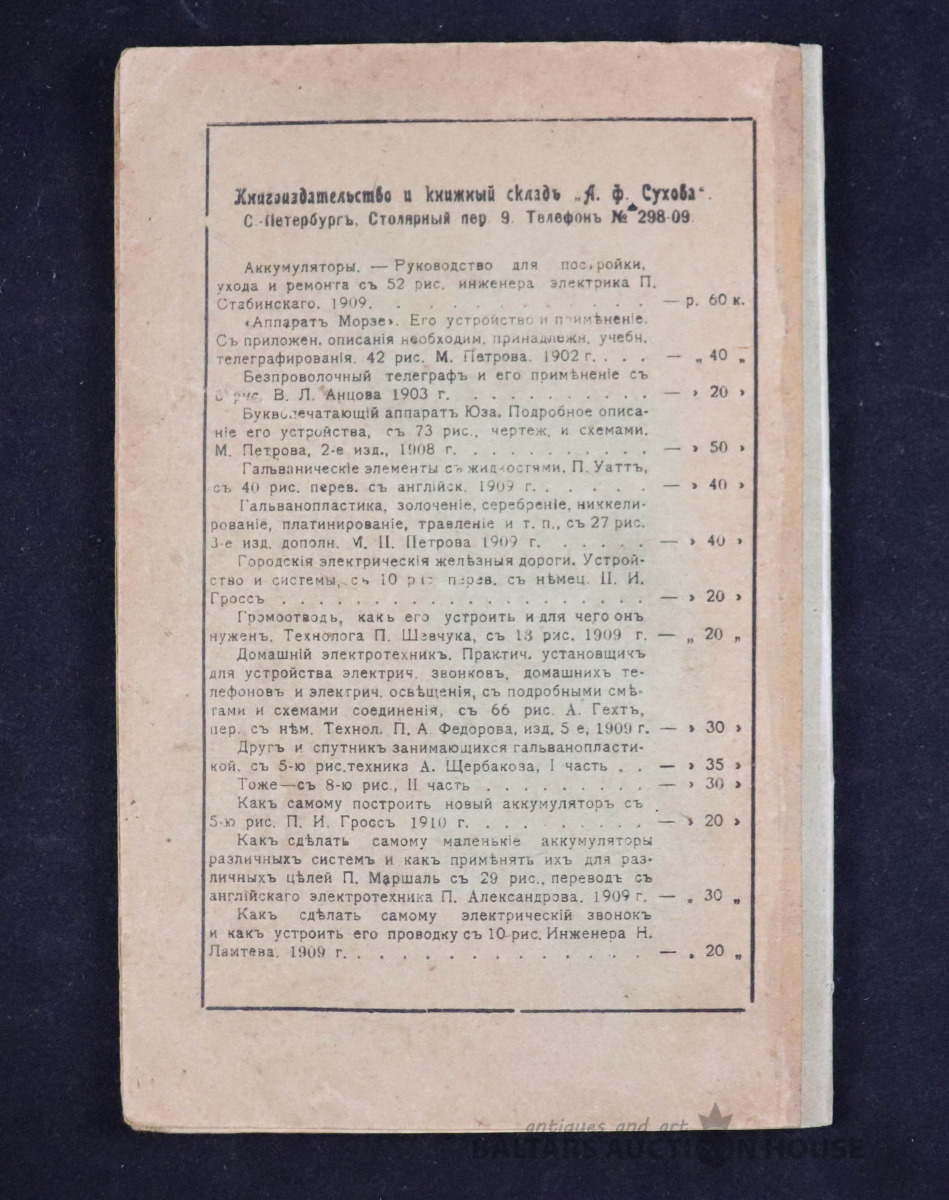 Книгоиздательство и книжный складъ „А. Ф. Сухова“.
С.-Петербургъ, Столярный пер. 9. Телефонъ № 298-09.
Аккумуляторы. — Руководство для постройки,
ухода и ремонта съ 52 рис. инженера электрика П.
Стабинскаго. 1909. . . . . . . . . . . . . . — р. 60 к.
«Аппаратъ Морзе». Его устройство и примѣненіе.
Съ приложен. описанія необходим. принадлежн. учебн.
телеграфированія. 42 рис. М. Петрова. 1902 г. . . . — „ 40 „
Безпроволочный телеграфъ и его примѣненіе съ
рис. В. Л. Анцова 1903 г. . . . . . . . . . . — › 20 ›
Буквопечатающій аппаратъ Юза. Подробное описа-
ніе его устройства, съ 73 рис., чертеж. и схемами.
М. Петрова, 2-е изд., 1908 г. . . . . . . . . . — › 50 ›
Гальваническіе элементы съ жидкостями. П. Уаттъ,
съ 40 рис. перев. съ англійск. 1909 г. . . . . . — › 40 ›
Гальванопластика, золоченіе, серебреніе, никкели-
рованіе, платинированіе, травленіе и т. п., съ 27 рис.
3-е изд. дополн. М. П. Петрова 1909 г. . . . . . — › 40 ›
Городскія электрическія желѣзныя дороги. Устрой-
ство и системы, съ 10 рис. перев. съ нѣмец. П. И.
Гроссъ . . . . . . . . . . . . . . . . . . . — › 20 ›
Громоотводъ, какъ его устроить и для чего онъ
нуженъ. Технолога П. Шевчука, съ 13 рис. 1909 г. — „ 20 „
Домашній электротехникъ. Практич. установщикъ
для устройства электрич. звонковъ, домашнихъ те-
лефоновъ и электрич. освѣщенія, съ подробными смѣ-
тами и схемами соединенія, съ 66 рис. А. Гехтъ,
пер. съ нѣм. Технол. П. А. Федорова, изд. 5-е, 1909 г. — › 30 ›
Другъ и спутникъ занимающихся гальванопласти-
кой, съ 5-ю рис. техника А. Щербакова, I часть . . — › 35 ›
Тоже—съ 8-ю рис., II часть . . . . . . . . . — › 30 ›
Какъ самому построить новый аккумуляторъ съ
5-ю рис. П. И. Гроссъ 1910 г. . . . . . . . . . — › 20 ›
Какъ сдѣлать самому маленькіе аккумуляторы
различныхъ системъ и какъ примѣнять ихъ для раз-
личныхъ цѣлей П. Маршаль съ 29 рис., переводъ съ
англійскаго электротехника П. Александрова. 1909 г. — „ 30 „
Какъ сдѣлать самому электрическій звонокъ
и какъ устроить его проводку съ 10 рис. Инженера Н.
Ламтева. 1909 г. . . . . . . . . . . . . . . — „ 20 „
antiques and art
BALTARS AUCTION HOUSE